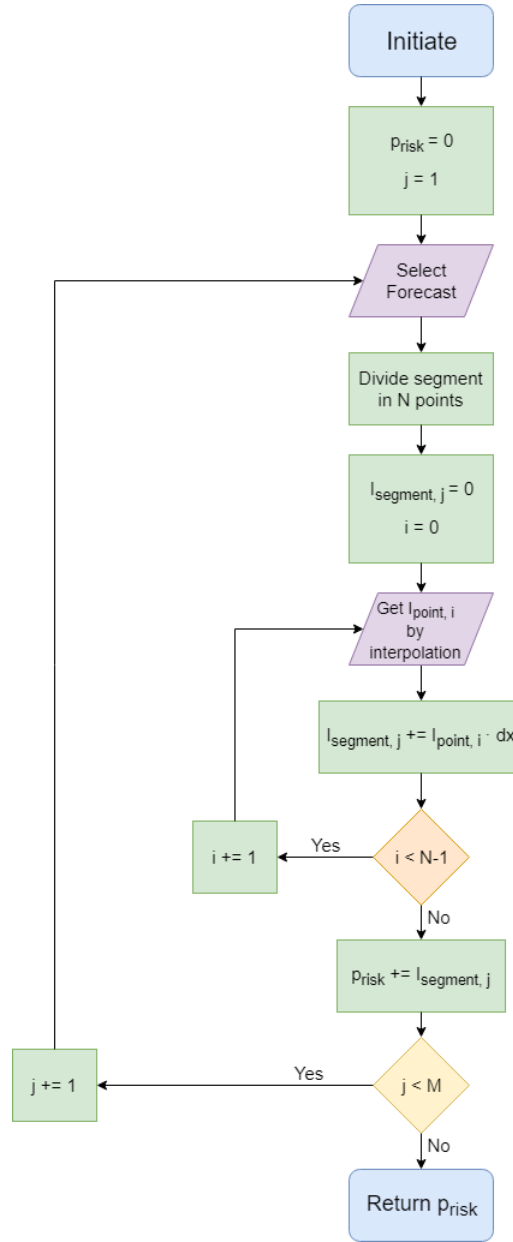 Initiate
p_risk = 0
j = 1
Select
Forecast
Divide segment
in N points
I_segment, j = 0
i = 0
Get I_point, i
by
interpolation
I_segment, j += I_point, i · dx
i < N-1
Yes
i += 1
No
p_risk += I_segment, j
j < M
Yes
j += 1
No
Return p_risk